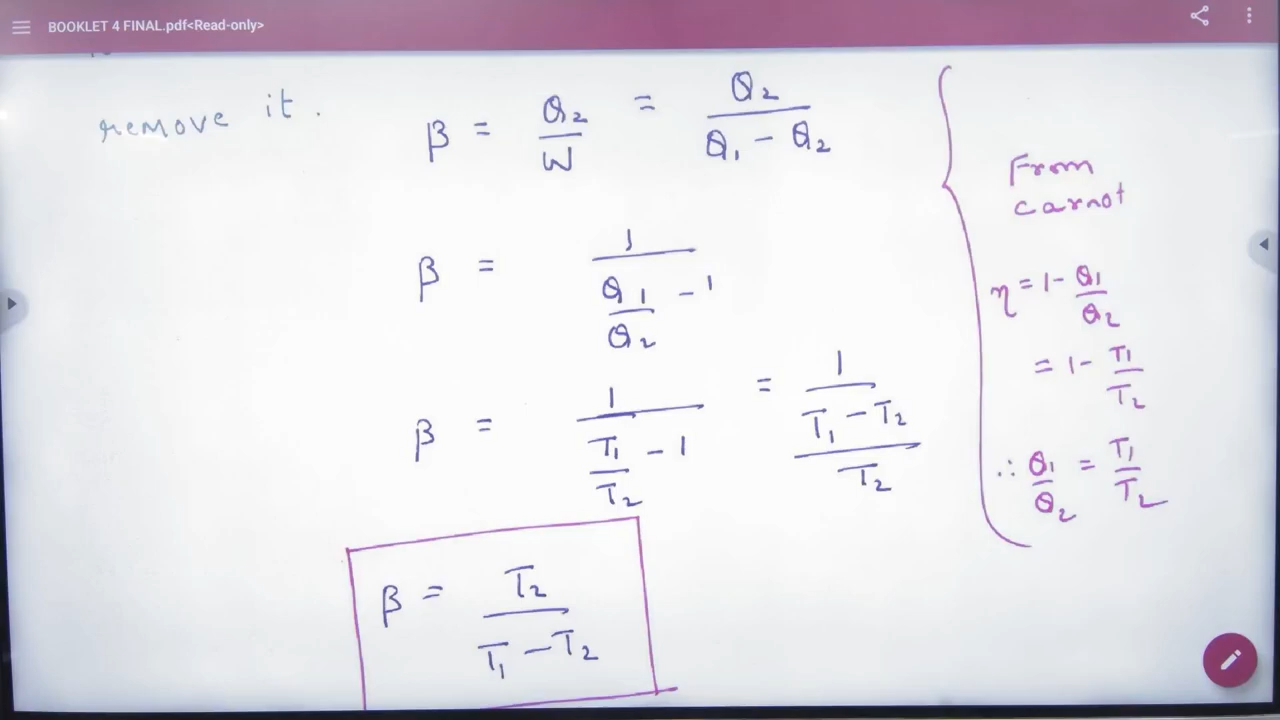 BOOKLET 4 FINAL.pdf<Read-only>
remove it.
β = Q₂/W = Q₂/(Q₁ − Q₂)
β = 1/(Q₁/Q₂ − 1)
β = 1/(T₁/T₂ − 1) = 1/((T₁ − T₂)/T₂)
β = T₂/(T₁ − T₂)
From
carnot
η = 1 − Q₁/Q₂
= 1 − T₁/T₂
∴ Q₁/Q₂ = T₁/T₂